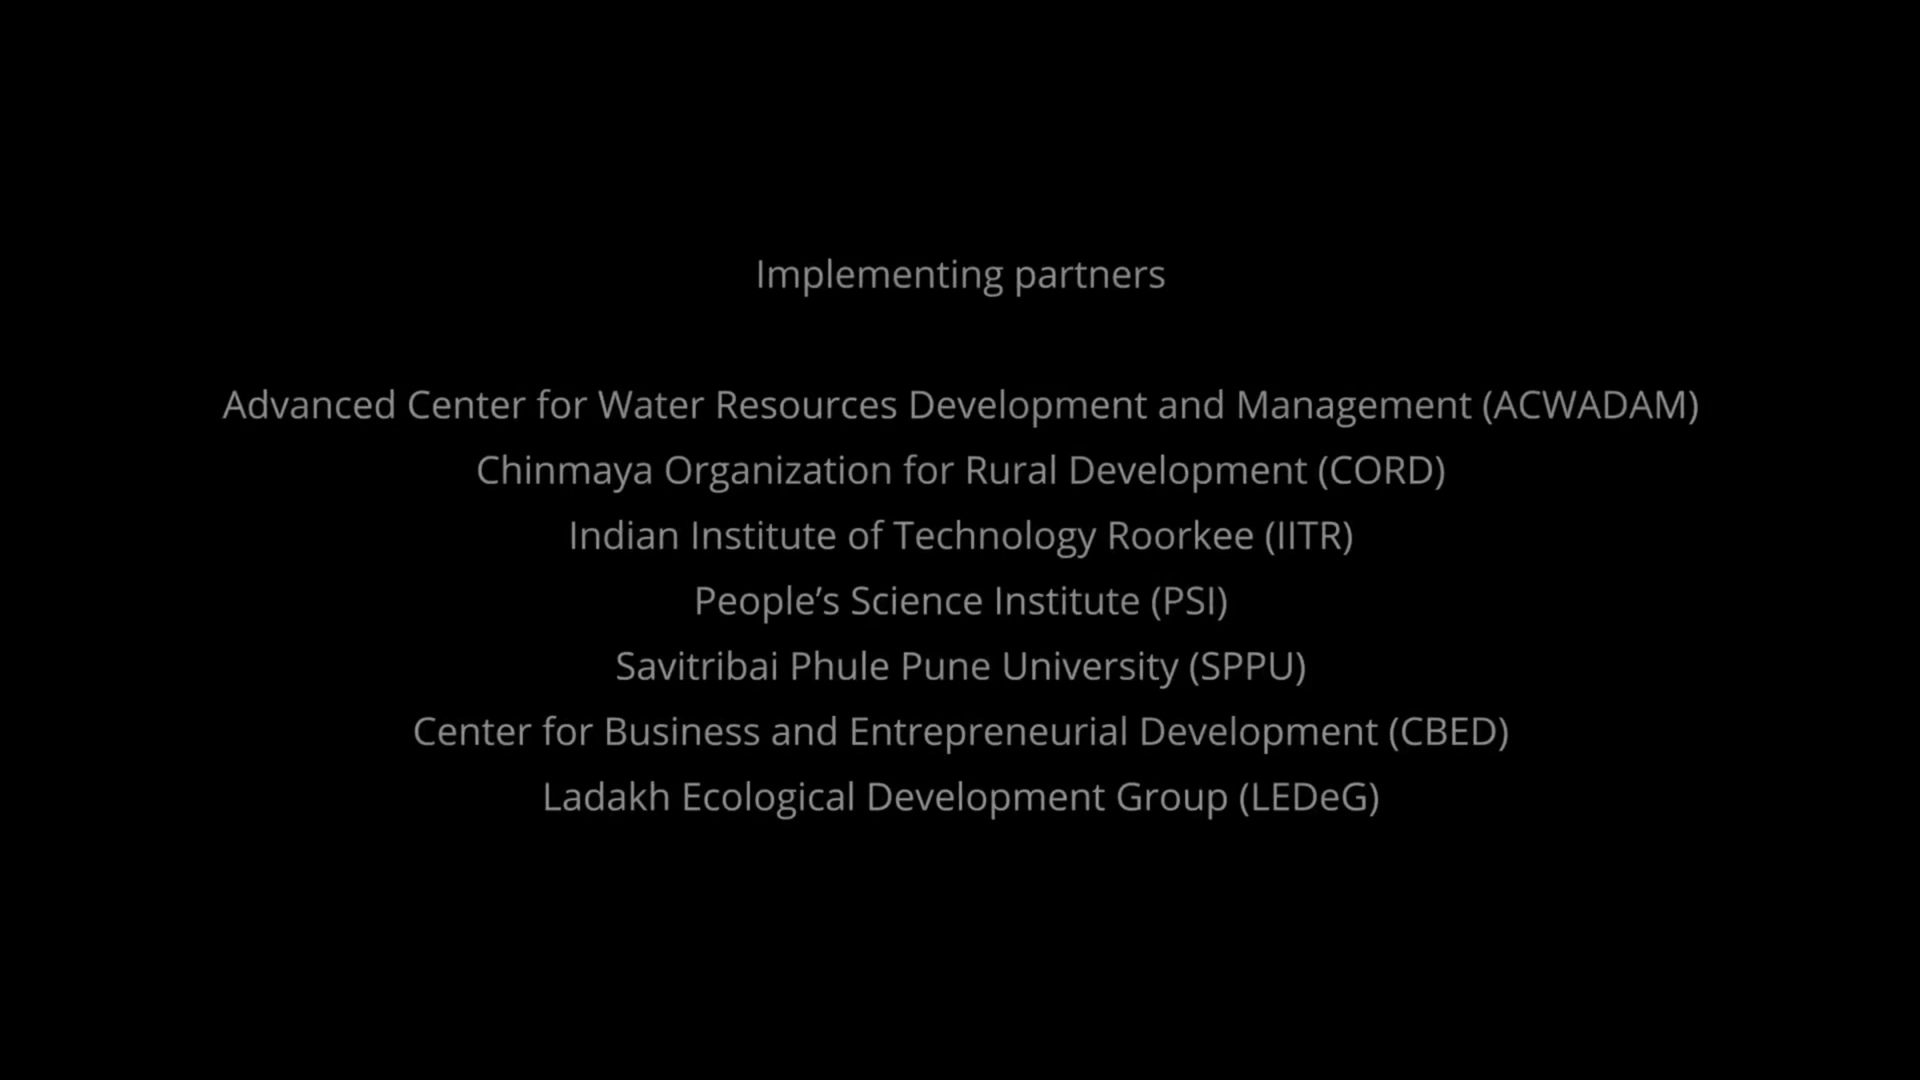 Implementing partners
Advanced Center for Water Resources Development and Management (ACWADAM)
Chinmaya Organization for Rural Development (CORD)
Indian Institute of Technology Roorkee (IITR)
People’s Science Institute (PSI)
Savitribai Phule Pune University (SPPU)
Center for Business and Entrepreneurial Development (CBED)
Ladakh Ecological Development Group (LEDeG)